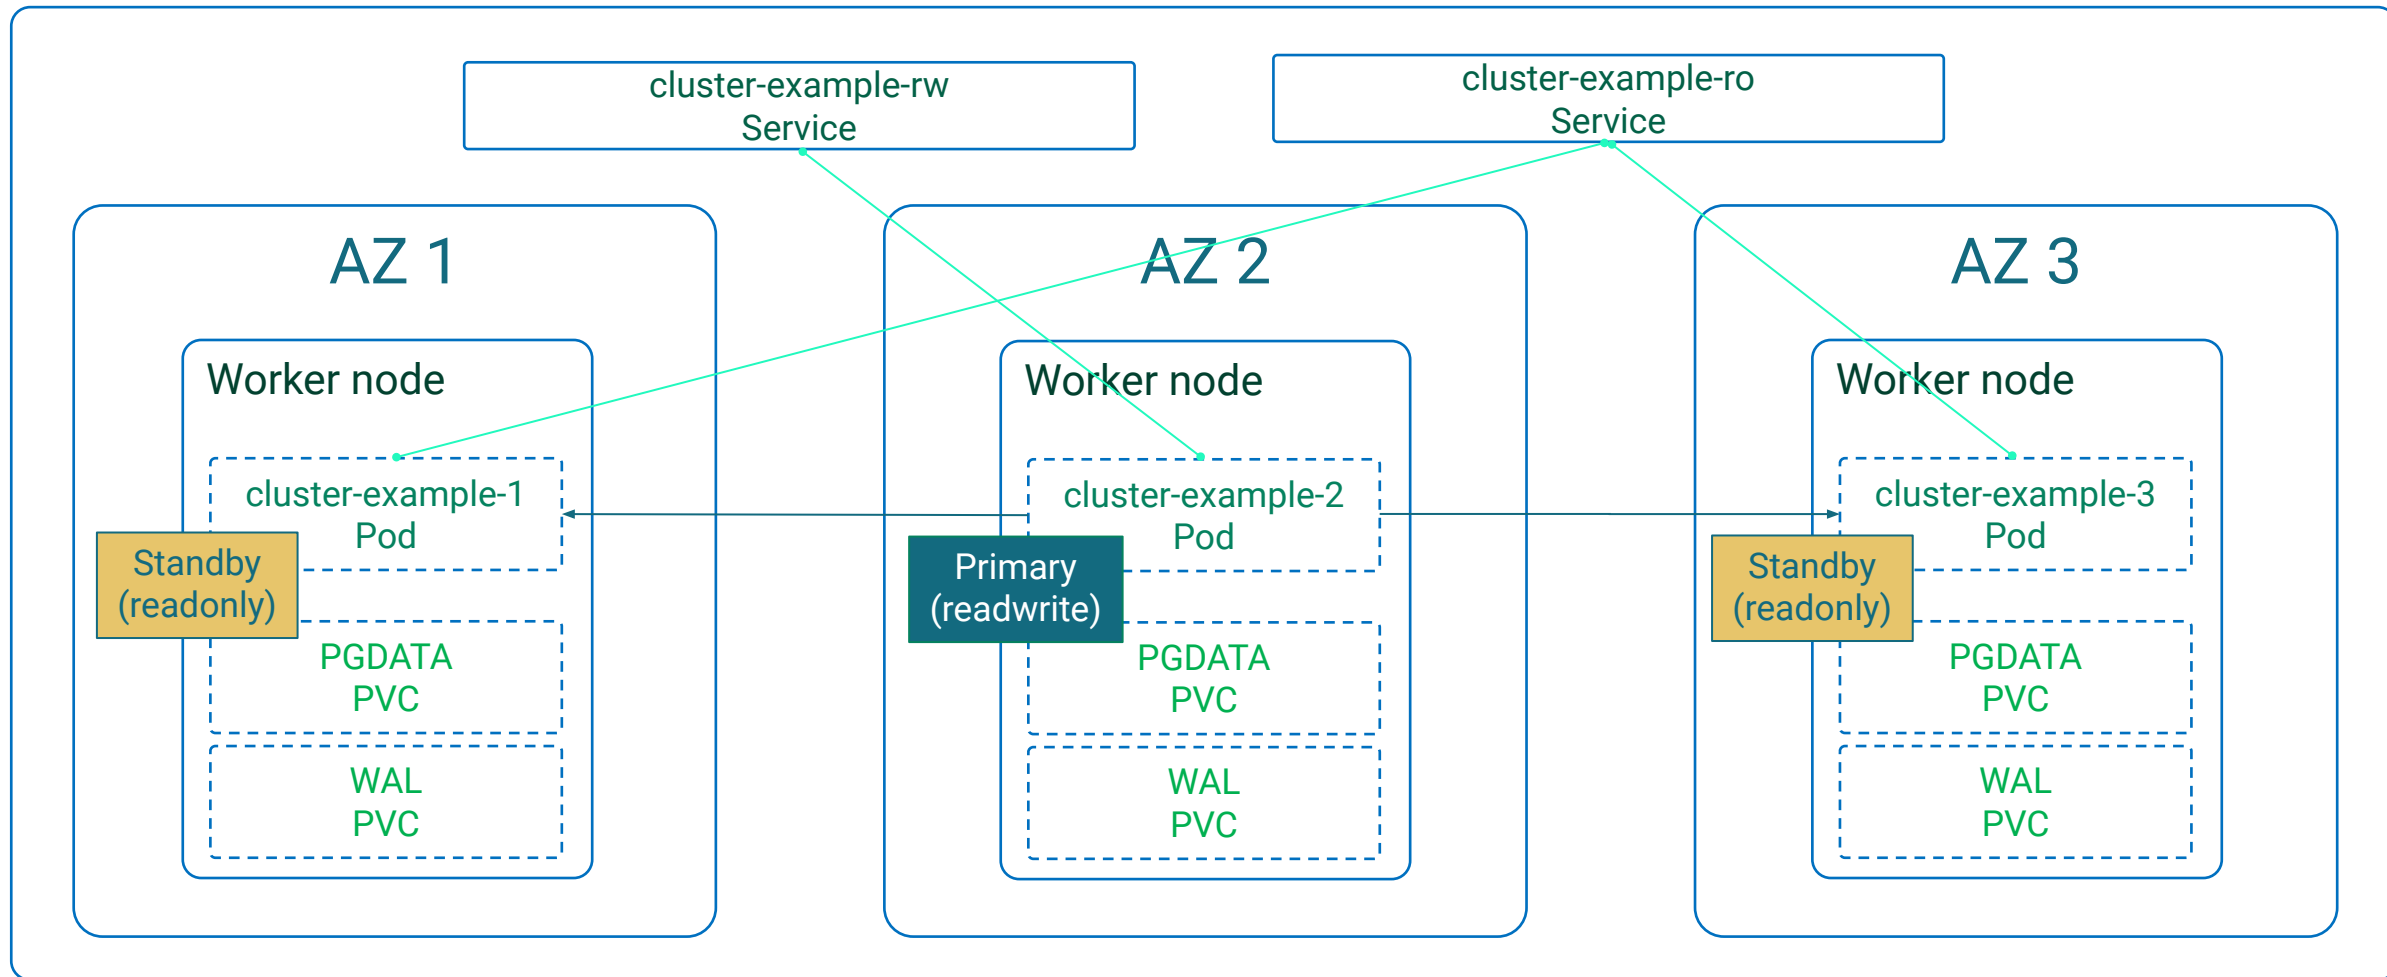 cluster-example-rw
Service
cluster-example-ro
Service
AZ 1
Worker node
cluster-example-1
Pod
Standby
(readonly)
PGDATA
PVC
WAL
PVC
AZ 2
Worker node
cluster-example-2
Pod
Primary
(readwrite)
PGDATA
PVC
WAL
PVC
AZ 3
Worker node
cluster-example-3
Pod
Standby
(readonly)
PGDATA
PVC
WAL
PVC